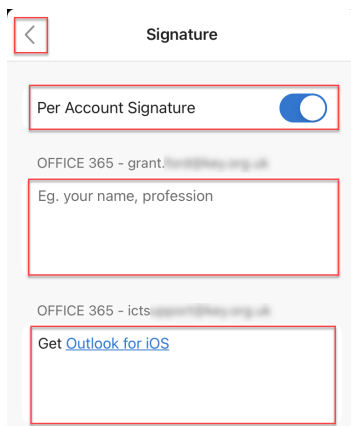 Signature
Per Account Signature
OFFICE 365 - grant.
Eg. your name, profession
OFFICE 365 - icts
Get Outlook for iOS